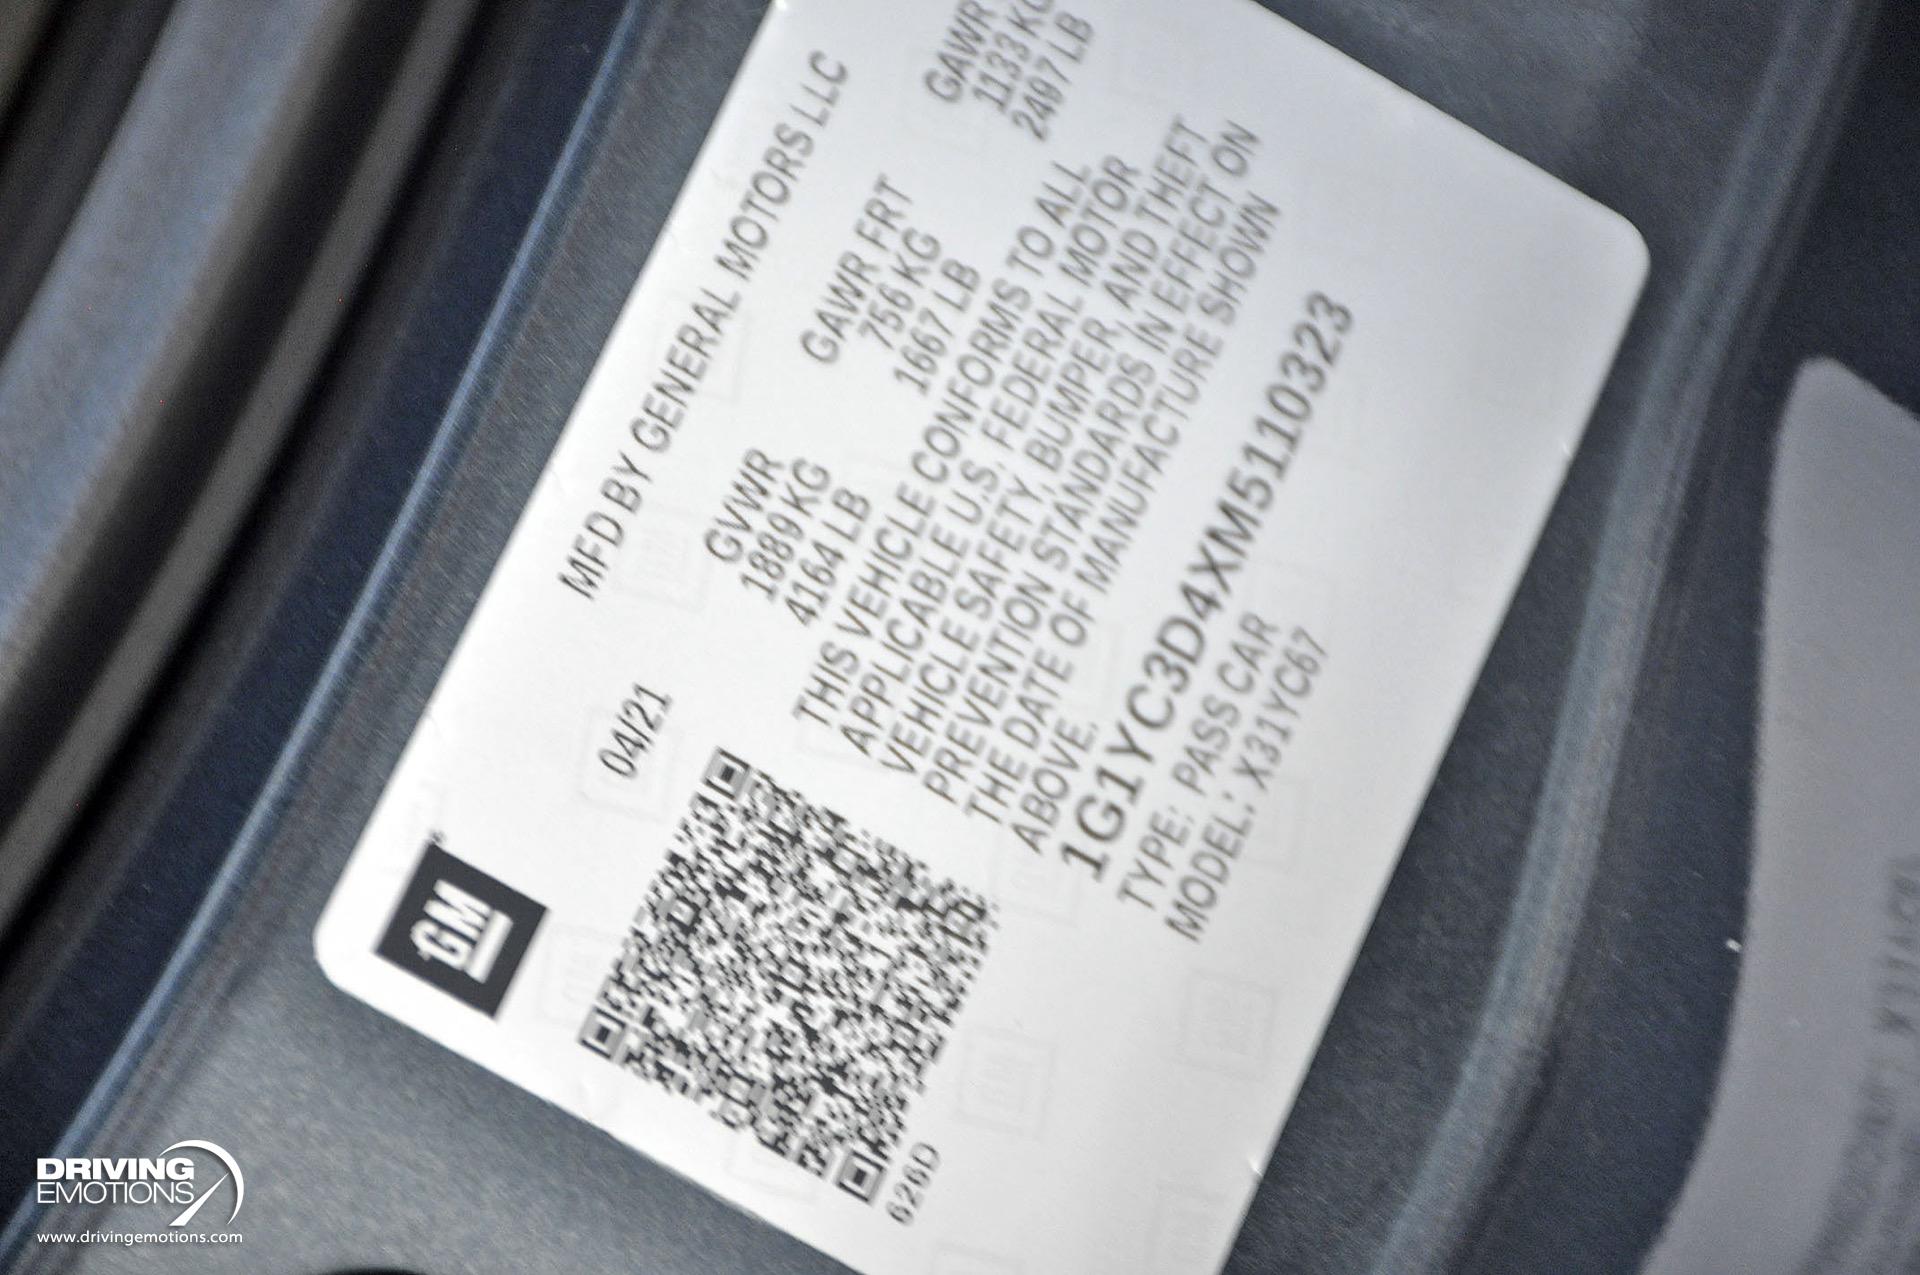 MFD BY GENERAL MOTORS LLC
GM
04/21
GVWR
1889 KG
4164 LB
GAWR FRT
756 KG
1667 LB
GAWR
1133 KG
2497 LB
THIS VEHICLE CONFORMS TO ALL
APPLICABLE U.S. FEDERAL MOTOR
VEHICLE SAFETY, BUMPER, AND THEFT
PREVENTION STANDARDS IN EFFECT ON
THE DATE OF MANUFACTURE SHOWN
ABOVE.
1G1YC3D4XM5110323
TYPE: PASS CAR
MODEL: X31YC67
626D
DRIVING
EMOTIONS
www.drivingemotions.com